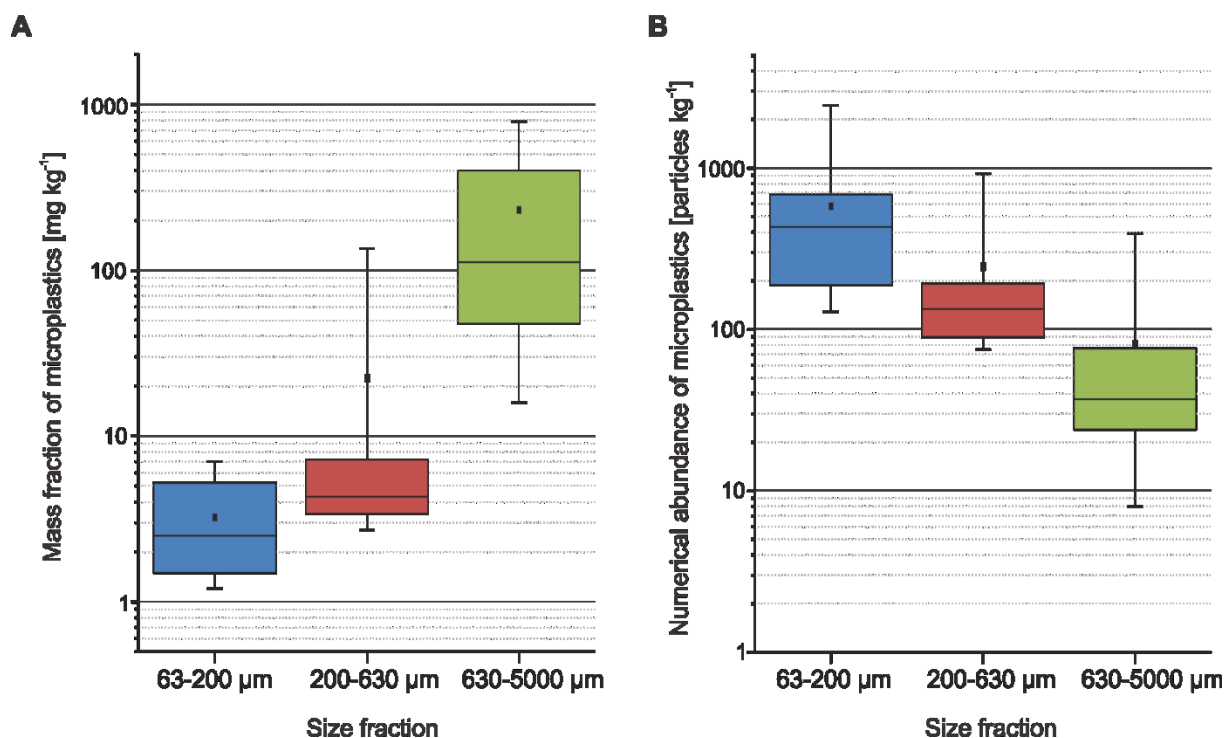 A
Mass fraction of microplastics [mg kg⁻¹]
1000
100
10
1
63-200 µm
200-630 µm
630-5000 µm
Size fraction
B
Numerical abundance of microplastics [particles kg⁻¹]
1000
100
10
1
63-200 µm
200-630 µm
630-5000 µm
Size fraction